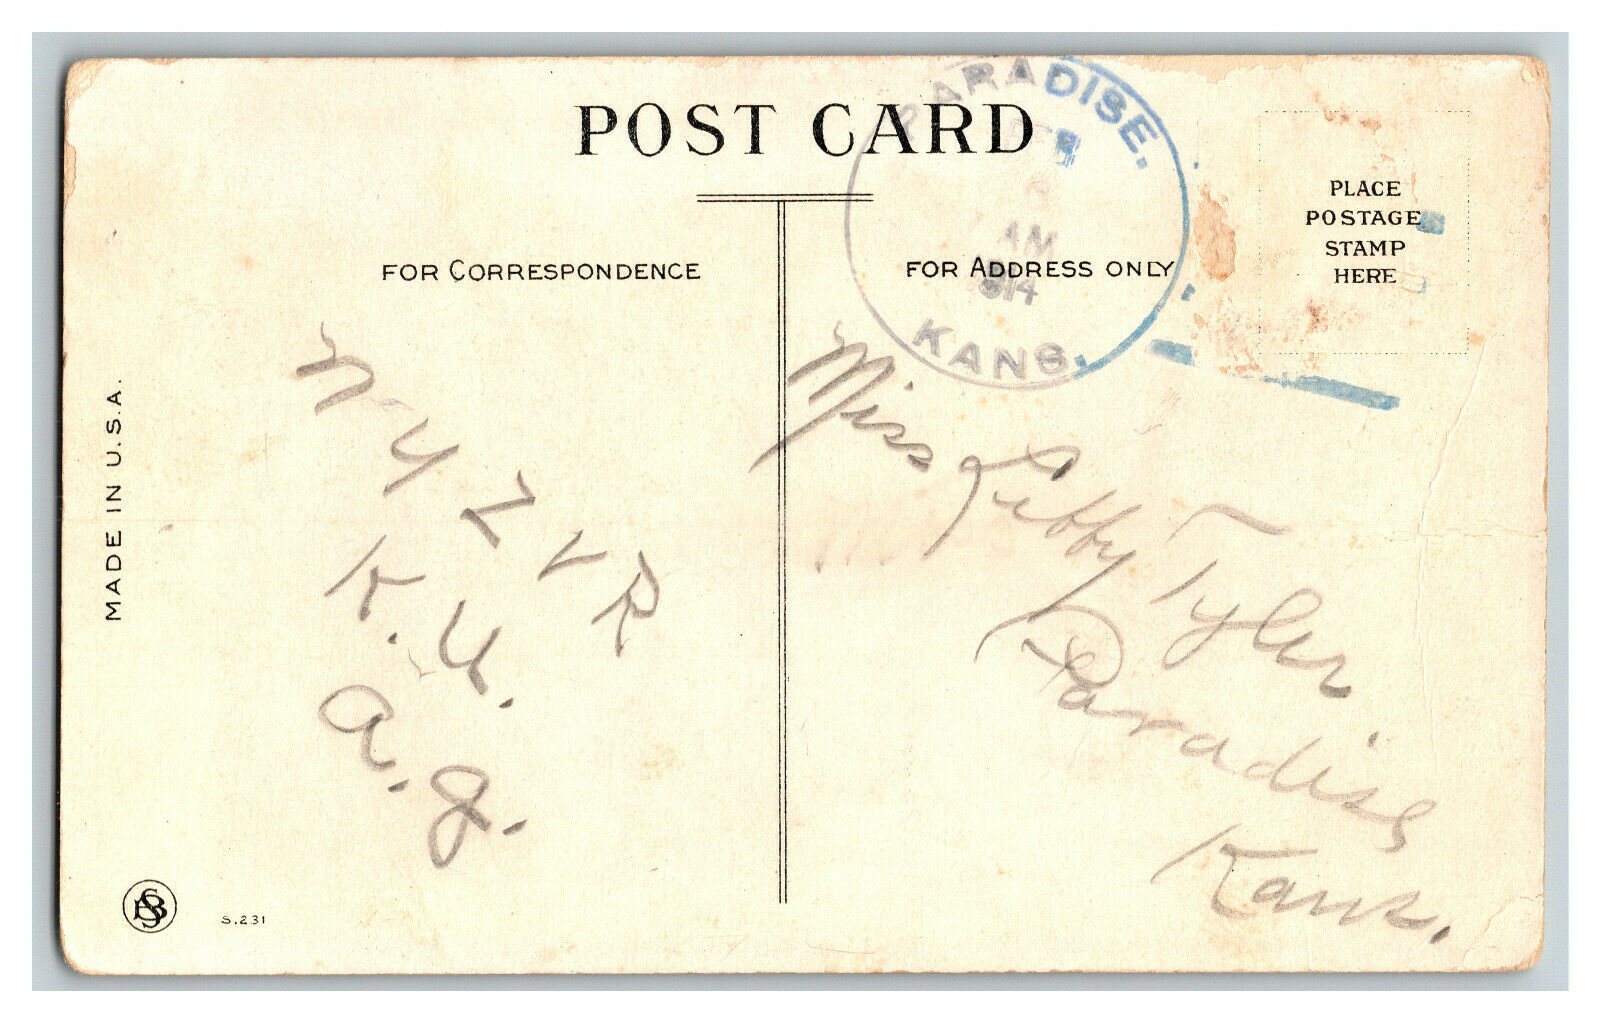 POST CARD
PARADISE.
AM
1914
KANS.
PLACE
POSTAGE
STAMP
HERE
FOR CORRESPONDENCE
FOR ADDRESS ONLY
MADE IN U.S.A.
N Y Z V R
K. U.
a. J.
Miss Libby Tyler
Paradise
Kans.
S.231